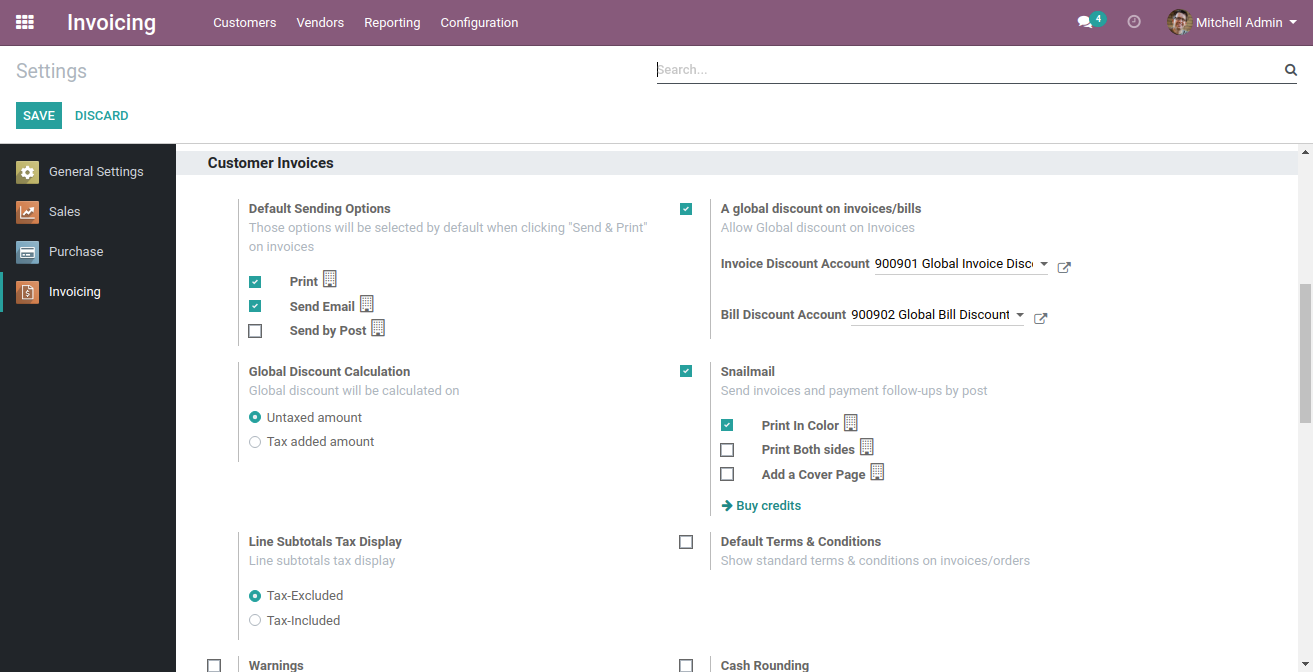 Invoicing
Customers
Vendors
Reporting
Configuration
4
Mitchell Admin
Settings
Search...
SAVE
DISCARD
General Settings
Sales
Purchase
Invoicing
Customer Invoices
Default Sending Options
Those options will be selected by default when clicking "Send & Print"
on invoices
Print
Send Email
Send by Post
A global discount on invoices/bills
Allow Global discount on Invoices
Invoice Discount Account 900901 Global Invoice Disc
Bill Discount Account 900902 Global Bill Discount
Global Discount Calculation
Global discount will be calculated on
Untaxed amount
Tax added amount
Snailmail
Send invoices and payment follow-ups by post
Print In Color
Print Both sides
Add a Cover Page
Buy credits
Line Subtotals Tax Display
Line subtotals tax display
Tax-Excluded
Tax-Included
Default Terms & Conditions
Show standard terms & conditions on invoices/orders
Warnings
Cash Rounding